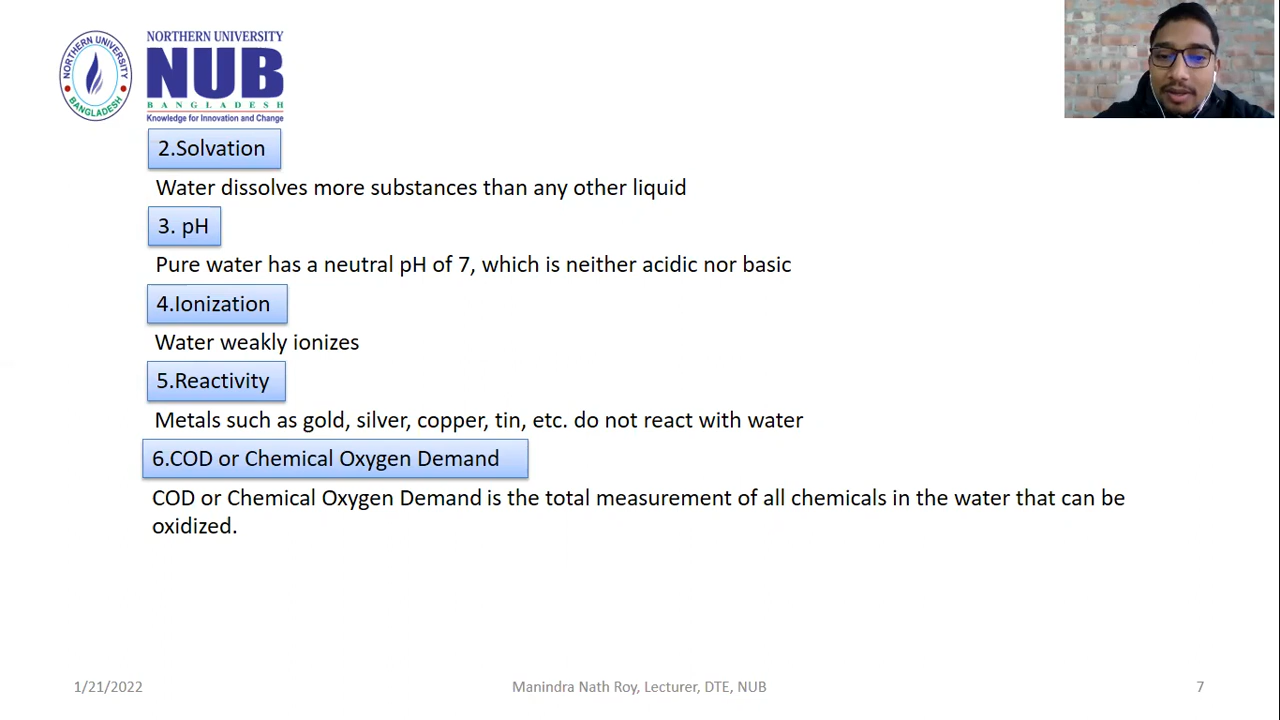 NORTHERN UNIVERSITY
BANGLADESH
NORTHERN UNIVERSITY
NUB
BANGLADESH
Knowledge for Innovation and Change
2.Solvation
Water dissolves more substances than any other liquid
3. pH
Pure water has a neutral pH of 7, which is neither acidic nor basic
4.Ionization
Water weakly ionizes
5.Reactivity
Metals such as gold, silver, copper, tin, etc. do not react with water
6.COD or Chemical Oxygen Demand
COD or Chemical Oxygen Demand is the total measurement of all chemicals in the water that can be
oxidized.
1/21/2022
Manindra Nath Roy, Lecturer, DTE, NUB
7